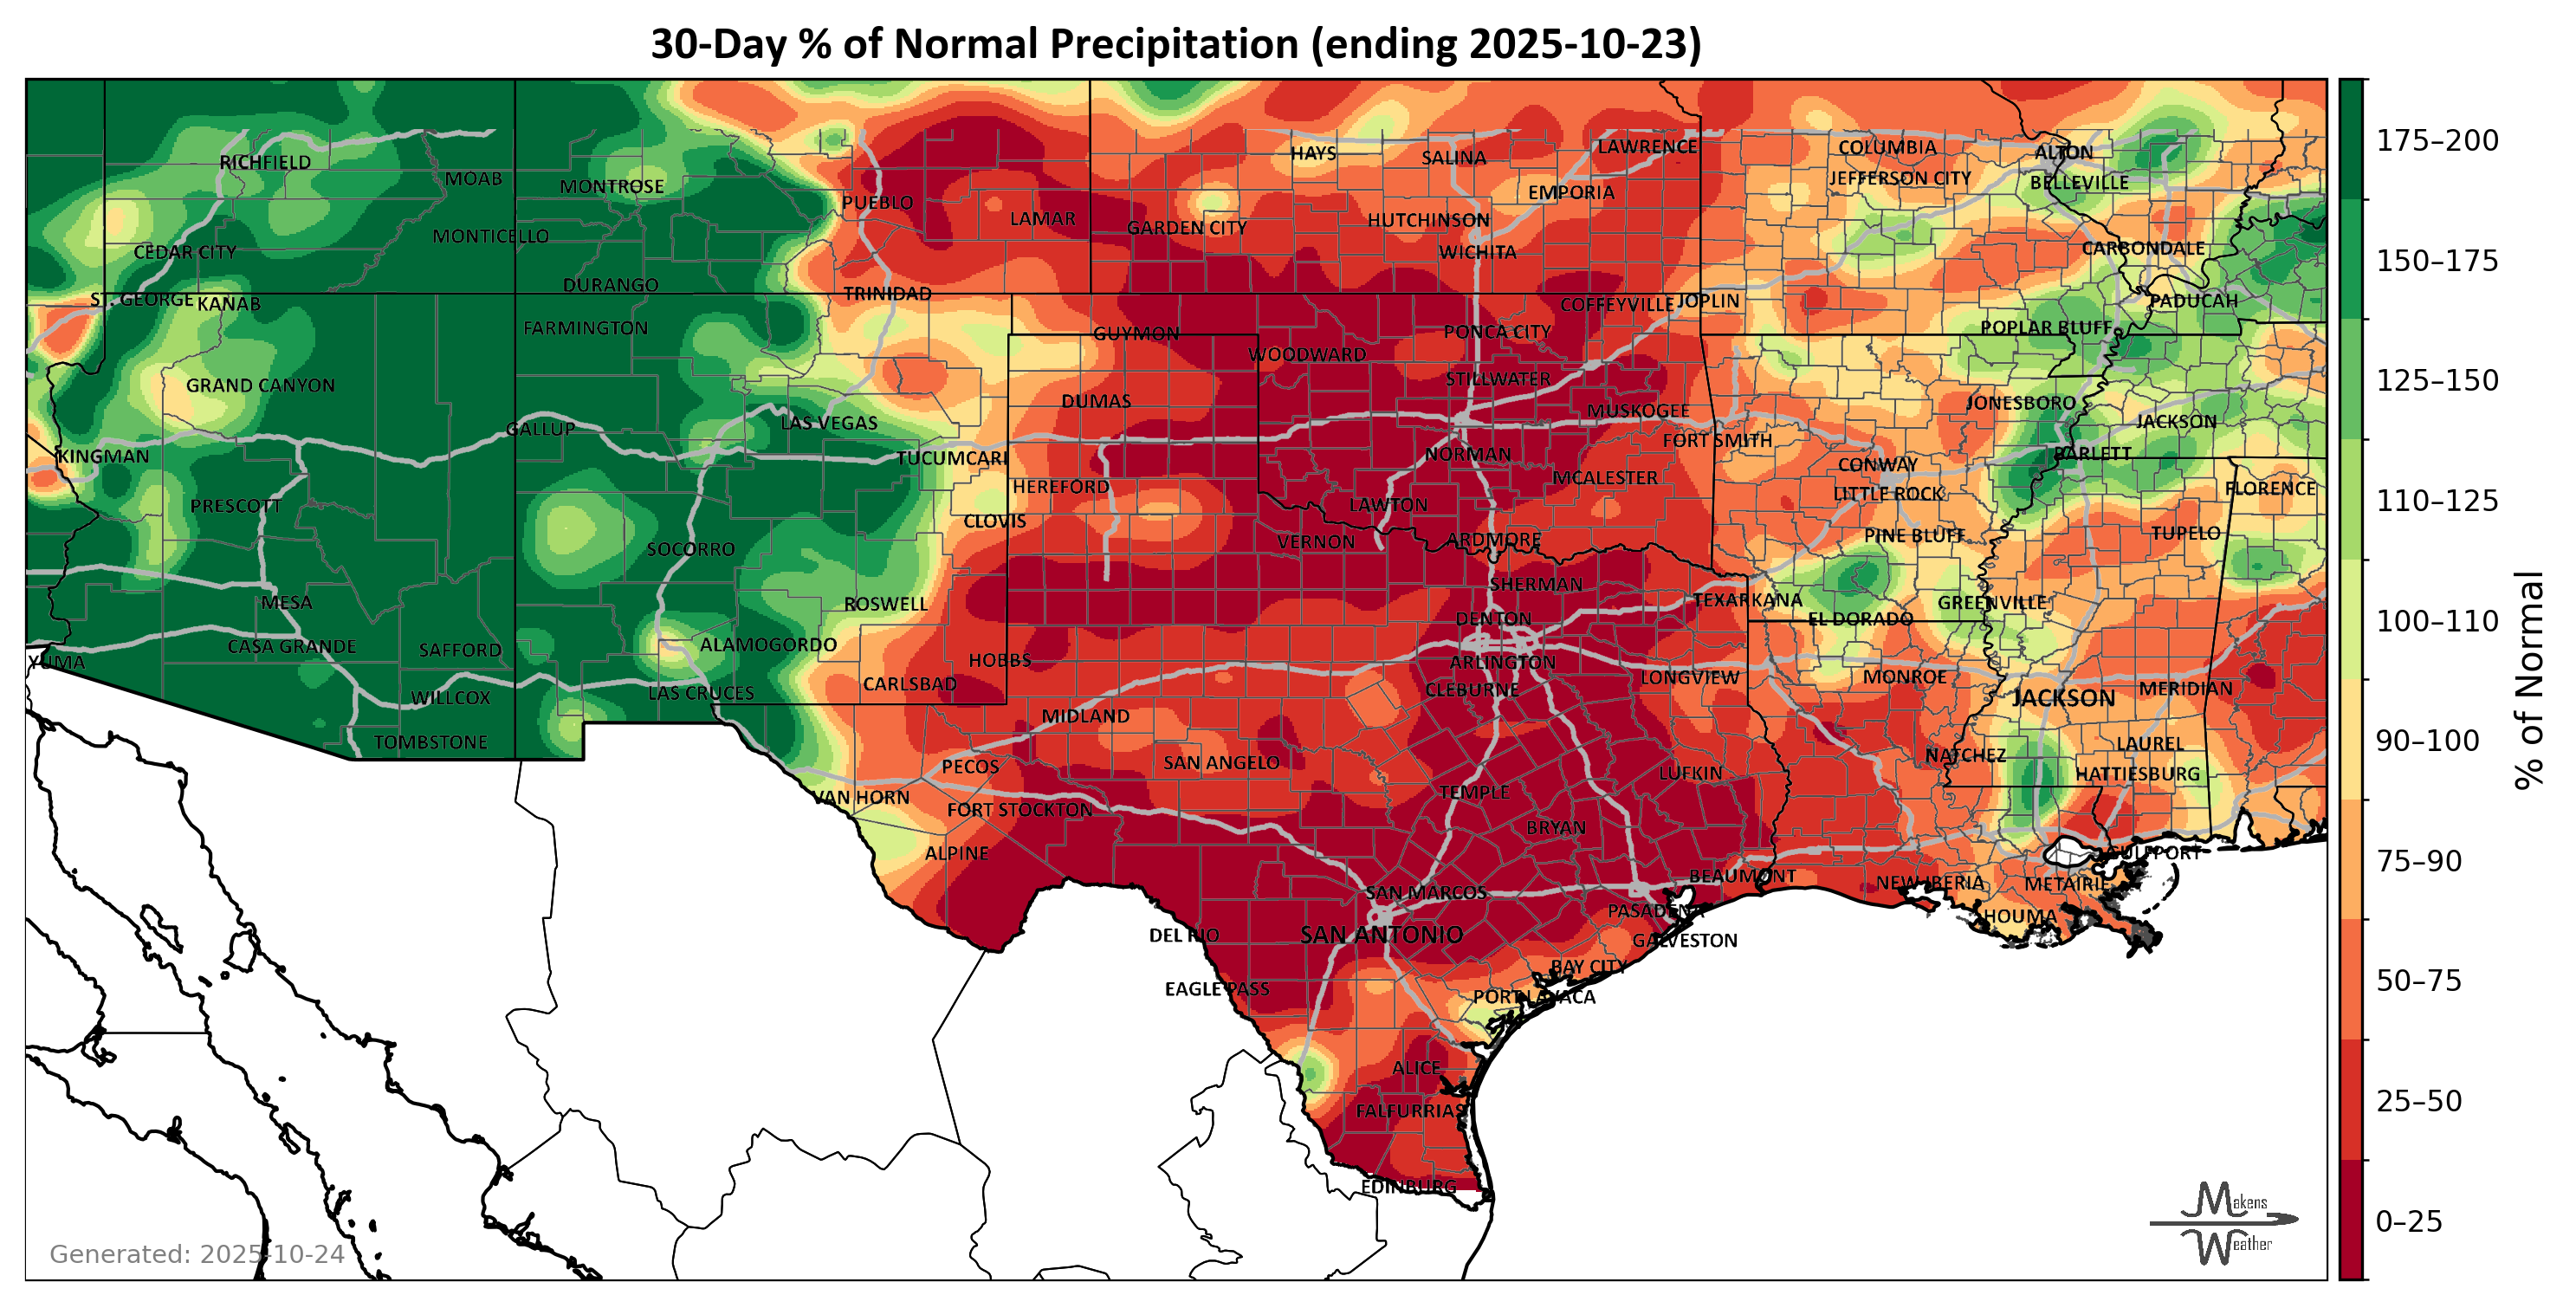 30-Day % of Normal Precipitation (ending 2025-10-23)
HAYS
SALINA
LAWRENCE
COLUMBIA
ALTON
RICHFIELD
MOAB
MONTROSE
EMPORIA
JEFFERSON CITY
BELLEVILLE
PUEBLO
LAMAR
GARDEN CITY
HUTCHINSON
MONTICELLO
CEDAR CITY
WICHITA
CARBONDALE
DURANGO
TRINIDAD
ST. GEORGE
KANAB
COFFEYVILLE
JOPLIN
PADUCAH
FARMINGTON
GUYMON
PONCA CITY
POPLAR BLUFF
WOODWARD
GRAND CANYON
STILLWATER
DUMAS
MUSKOGEE
JONESBORO
JACKSON
GALLUP
LAS VEGAS
FORT SMITH
KINGMAN
TUCUMCARI
NORMAN
CONWAY
BARLETT
HEREFORD
MCALESTER
LITTLE ROCK
FLORENCE
PRESCOTT
LAWTON
CLOVIS
PINE BLUFF
TUPELO
SOCORRO
VERNON
ARDMORE
MESA
ROSWELL
SHERMAN
TEXARKANA
GREENVILLE
DENTON
EL DORADO
CASA GRANDE
SAFFORD
ALAMOGORDO
YUMA
HOBBS
ARLINGTON
LONGVIEW
MONROE
WILLCOX
LAS CRUCES
CARLSBAD
CLEBURNE
JACKSON
MERIDIAN
MIDLAND
TOMBSTONE
LAUREL
PECOS
SAN ANGELO
LUFKIN
NATCHEZ
HATTIESBURG
VAN HORN
FORT STOCKTON
TEMPLE
BRYAN
ALPINE
GULFPORT
SAN MARCOS
BEAUMONT
NEW IBERIA
METAIRIE
PASADENA
HOUMA
DEL RIO
SAN ANTONIO
GALVESTON
BAY CITY
EAGLE PASS
PORT LAVACA
ALICE
FALFURRIAS
EDINBURG
175–200
150–175
125–150
110–125
100–110
90–100
75–90
50–75
25–50
0–25
% of Normal
Makens
Weather
Generated: 2025-10-24